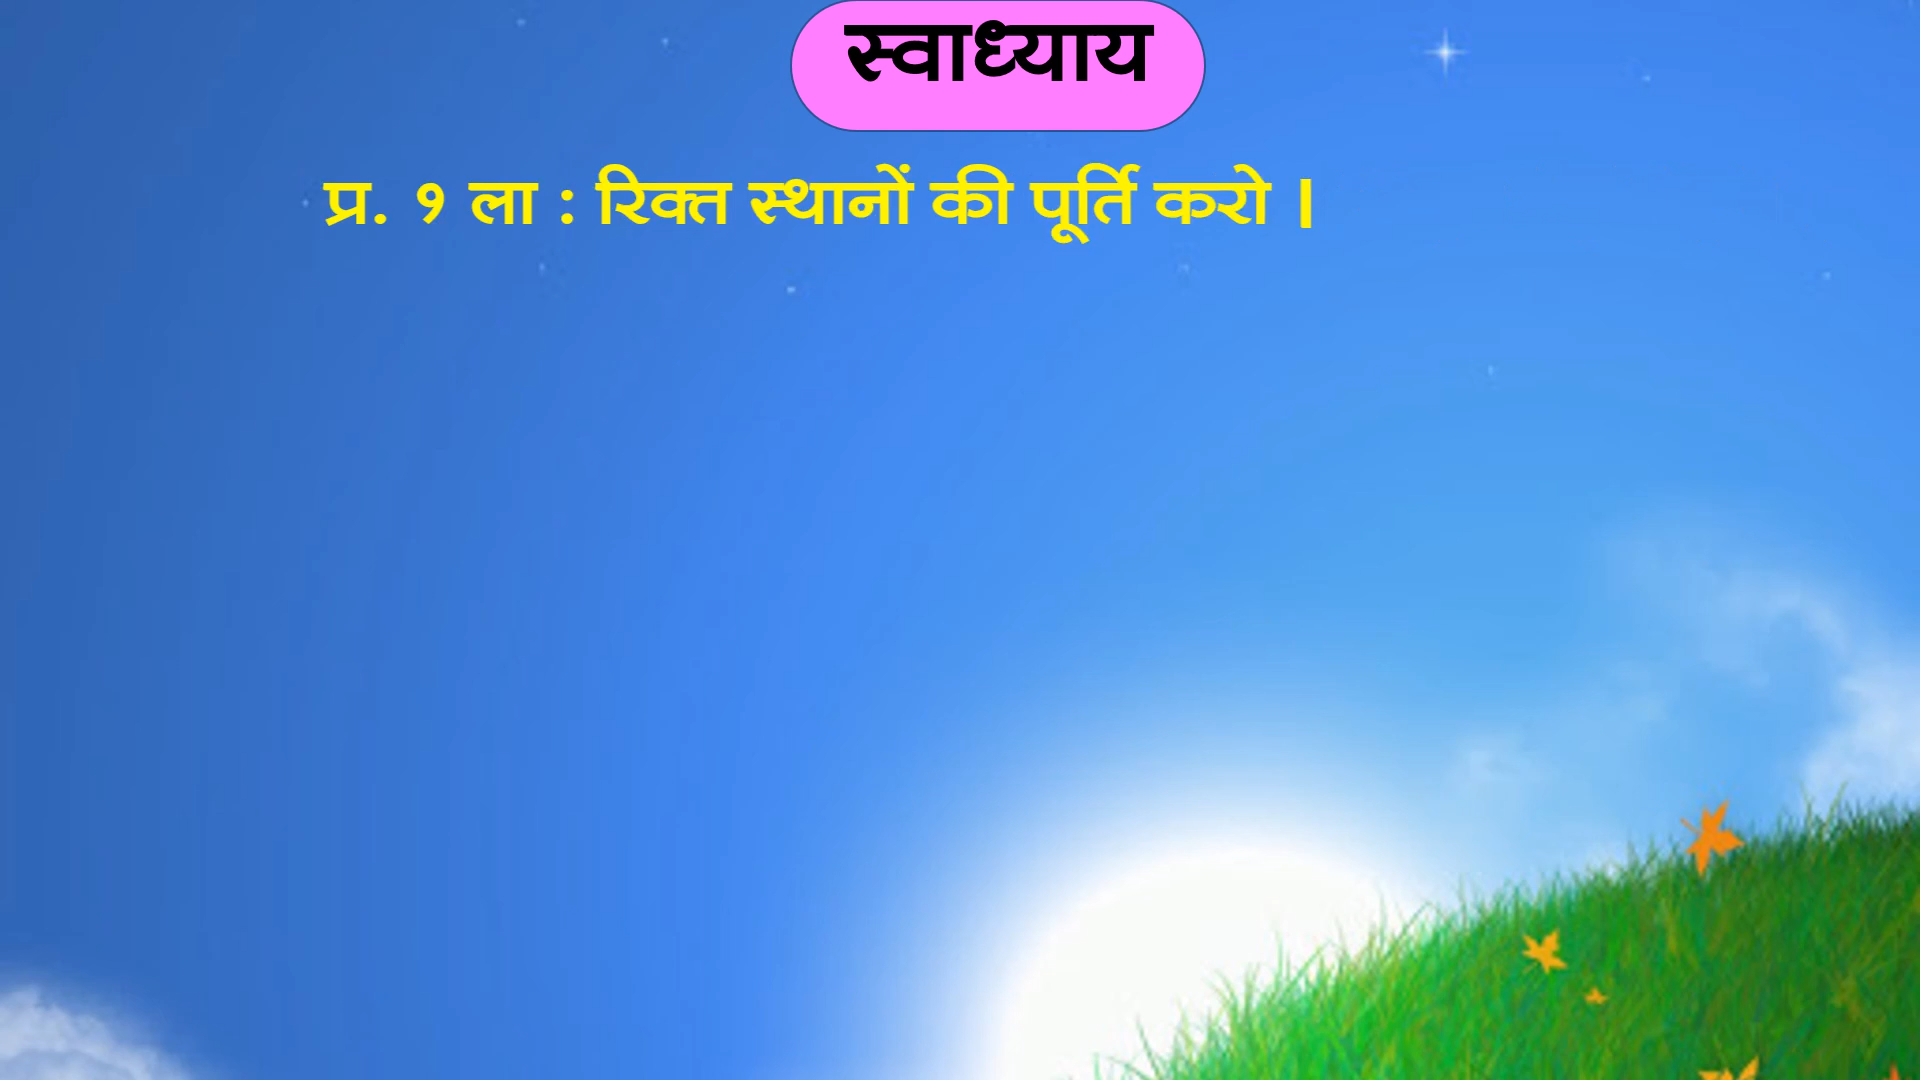 स्वाध्याय
प्र. १ ला : रिक्त स्थानों की पूर्ति करो ।